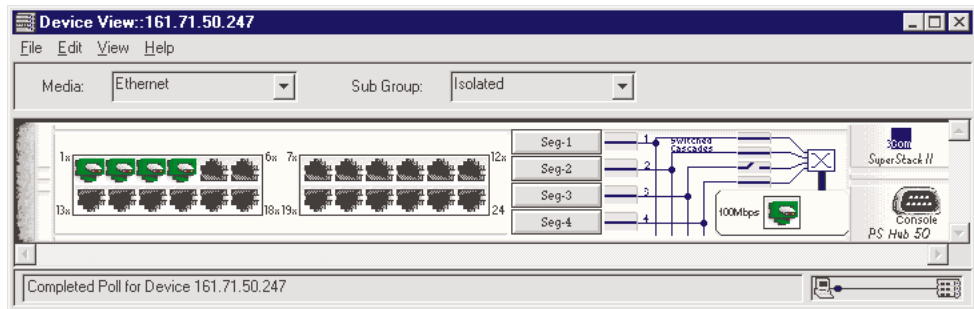 Device View::161.71.50.247
File Edit View Help
Media: Ethernet Sub Group: Isolated
1x 6x 7x 12x
13x 18x 19x 24
Seg-1
Seg-2
Seg-3
Seg-4
1
2
3
4
Switched
Cascades
100Mbps
3Com
SuperStack II
Console
PS Hub 50
Completed Poll for Device 161.71.50.247